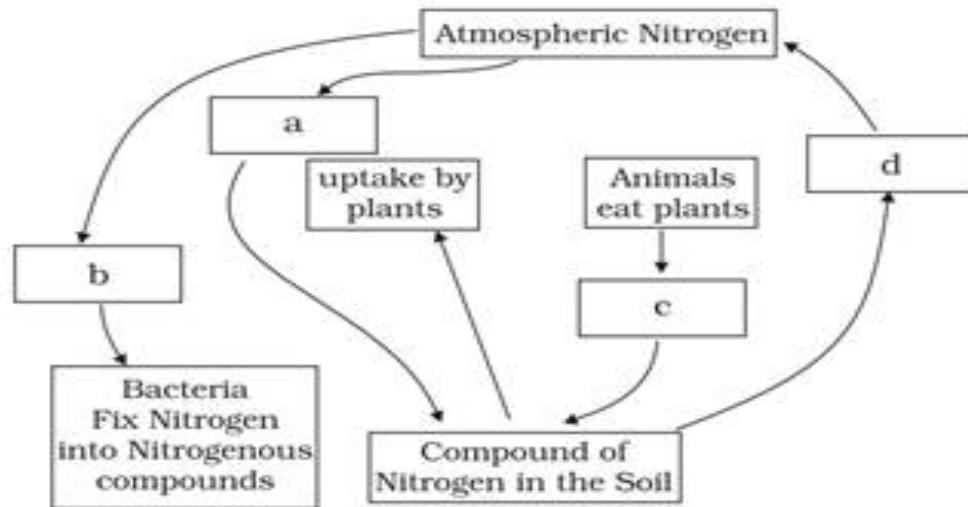 Atmospheric Nitrogen
a
uptake by
plants
Animals
eat plants
d
b
c
Bacteria
Fix Nitrogen
into Nitrogenous
compounds
Compound of
Nitrogen in the Soil